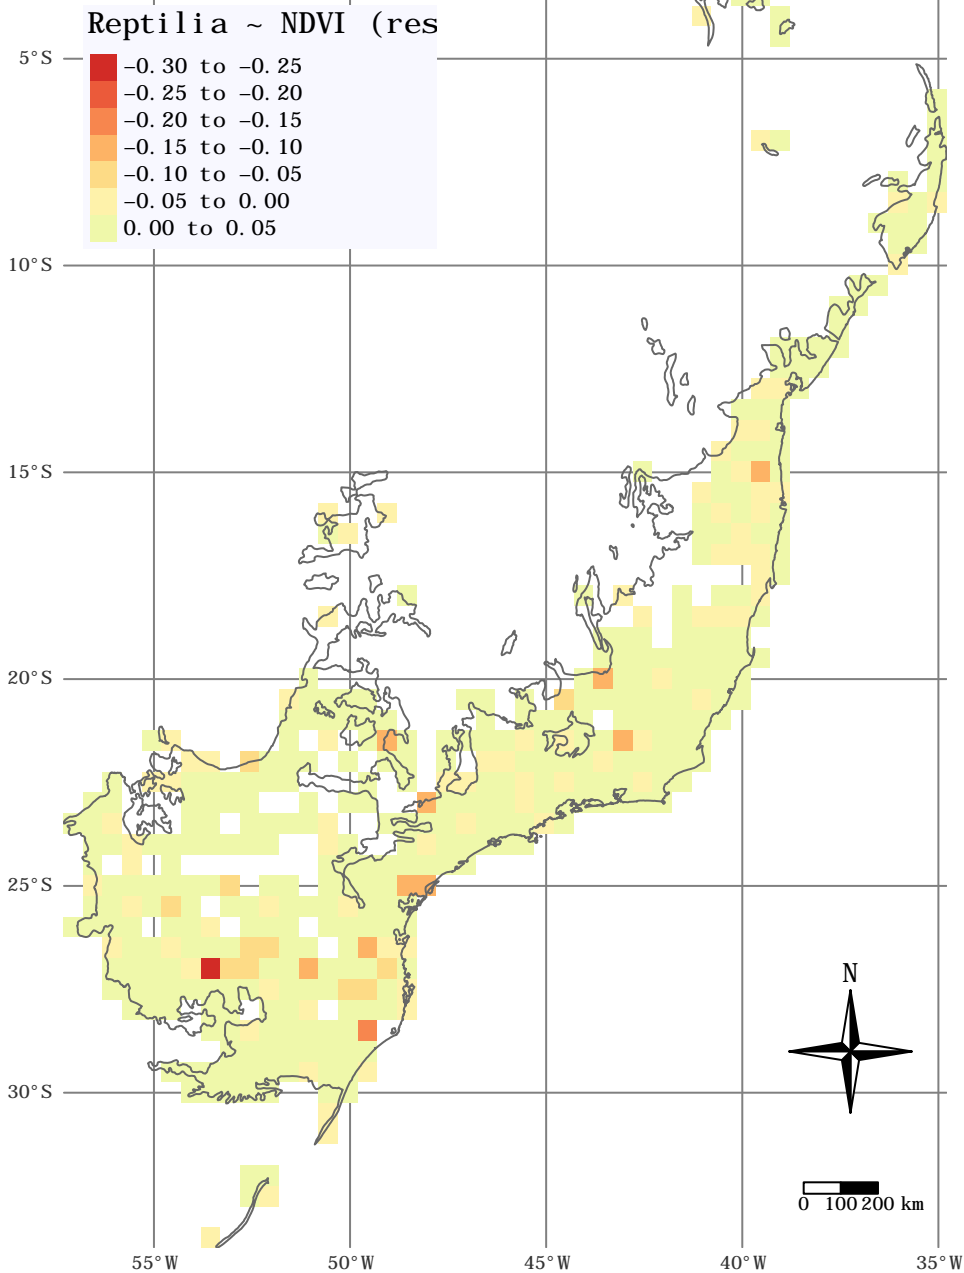 Reptilia ~ NDVI (res
-0.30 to -0.25
-0.25 to -0.20
-0.20 to -0.15
-0.15 to -0.10
-0.10 to -0.05
-0.05 to 0.00
0.00 to 0.05
5°S
10°S
15°S
20°S
25°S
30°S
N
0 100 200 km
55°W 50°W 45°W 40°W 35°W